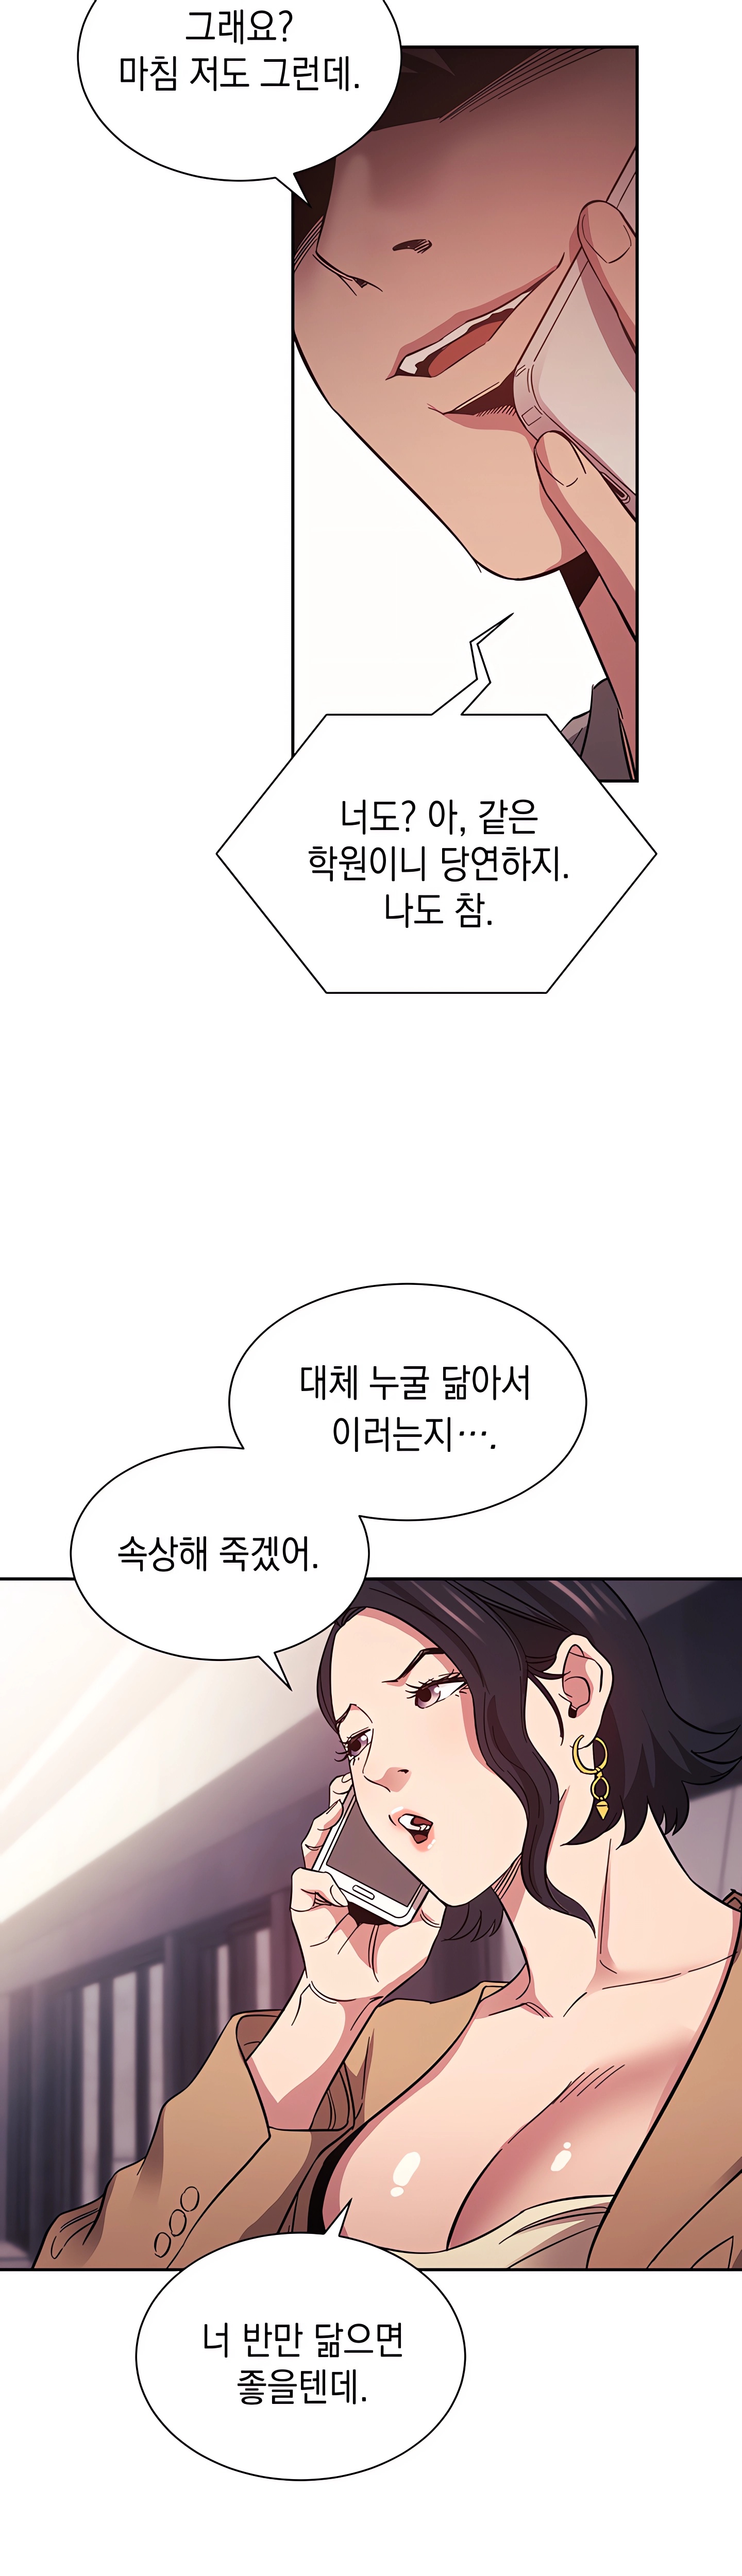 그래요?
마침 저도 그런데.
너도? 아, 같은
학원이니 당연하지.
나도 참.
대체 누굴 닮아서
이러는지….
속상해 죽겠어.
너 반만 닮으면
좋을텐데.